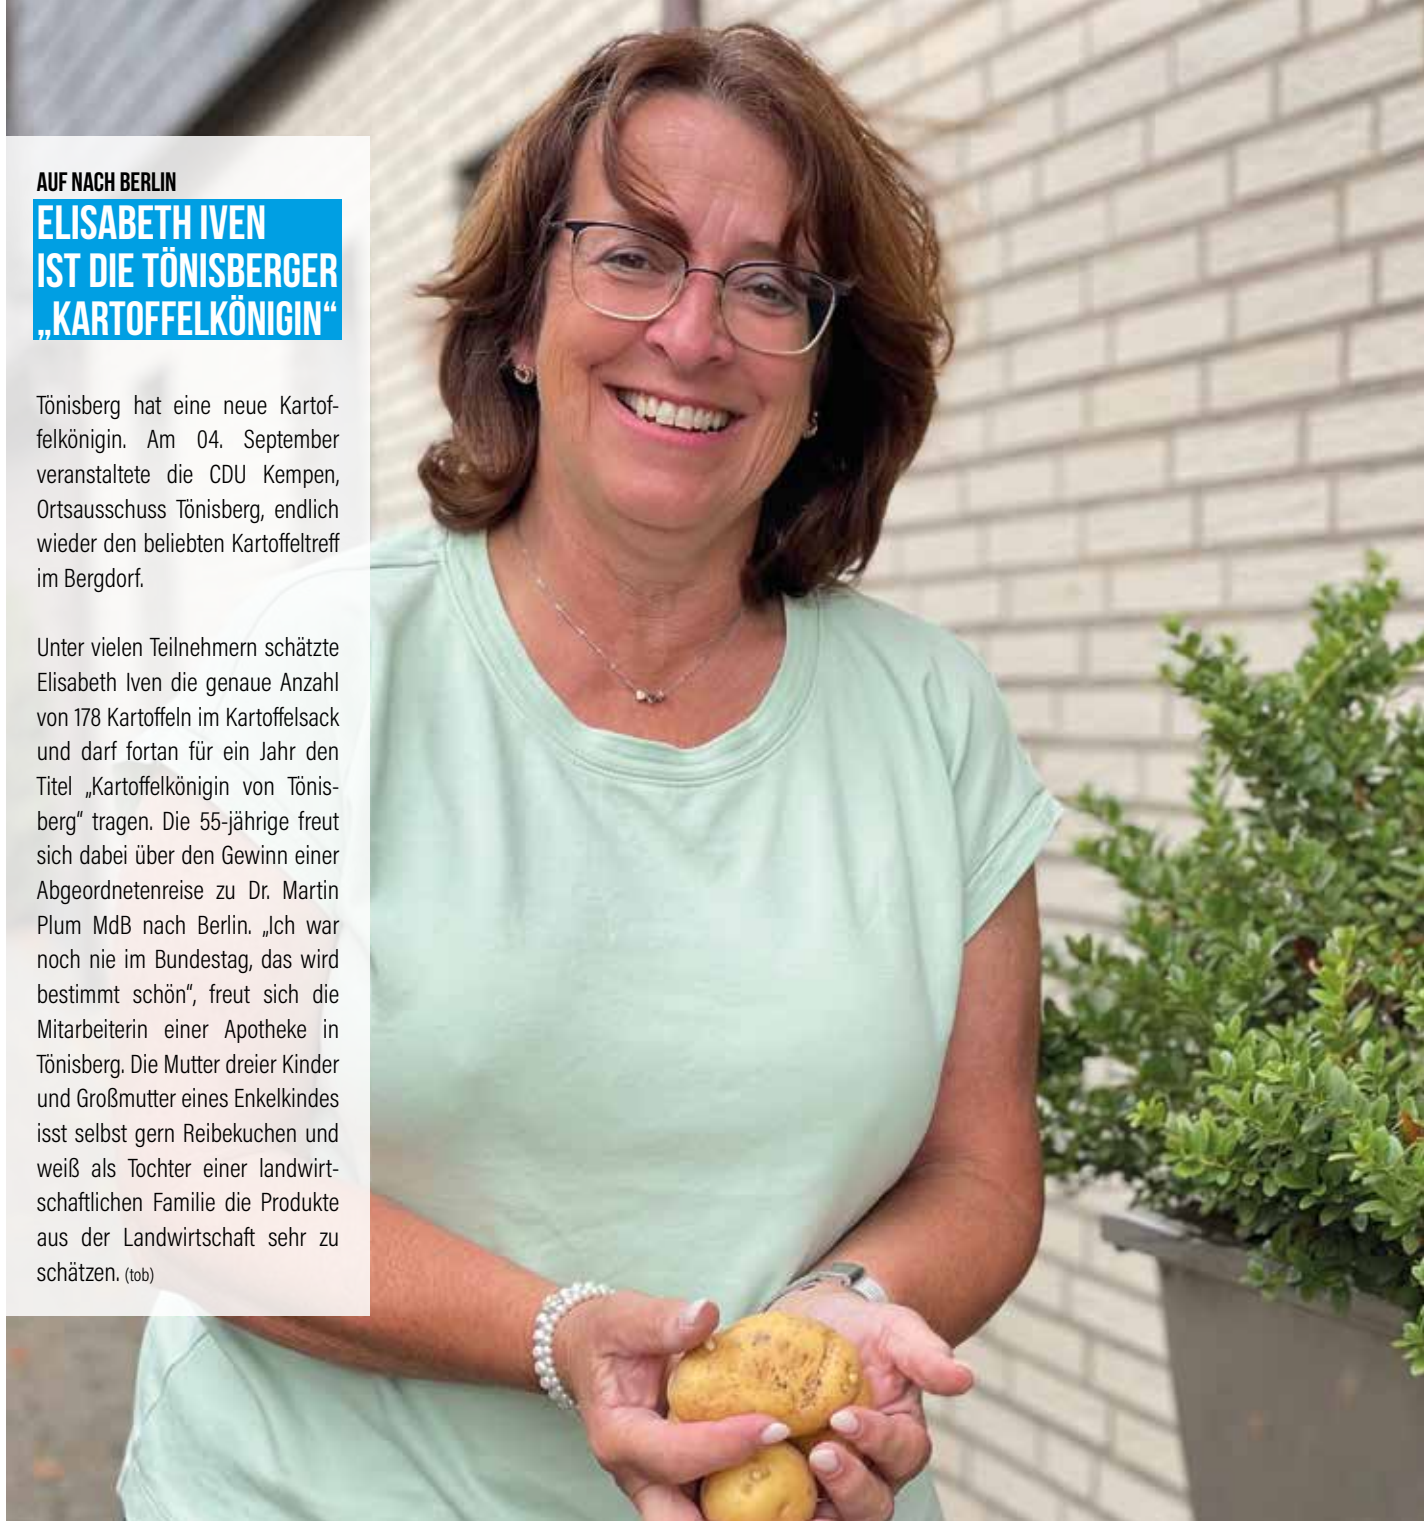 AUF NACH BERLIN
ELISABETH IVEN
IST DIE TÖNISBERGER
„KARTOFFELKÖNIGIN“
Tönisberg hat eine neue Kartof-
felkönigin. Am 04. September
veranstaltete die CDU Kempen,
Ortsausschuss Tönisberg, endlich
wieder den beliebten Kartoffeltreff
im Bergdorf.
Unter vielen Teilnehmern schätzte
Elisabeth Iven die genaue Anzahl
von 178 Kartoffeln im Kartoffelsack
und darf fortan für ein Jahr den
Titel „Kartoffelkönigin von Tönis-
berg“ tragen. Die 55-jährige freut
sich dabei über den Gewinn einer
Abgeordnetenreise zu Dr. Martin
Plum MdB nach Berlin. „Ich war
noch nie im Bundestag, das wird
bestimmt schön“, freut sich die
Mitarbeiterin einer Apotheke in
Tönisberg. Die Mutter dreier Kinder
und Großmutter eines Enkelkindes
isst selbst gern Reibekuchen und
weiß als Tochter einer landwirt-
schaftlichen Familie die Produkte
aus der Landwirtschaft sehr zu
schätzen. (tob)